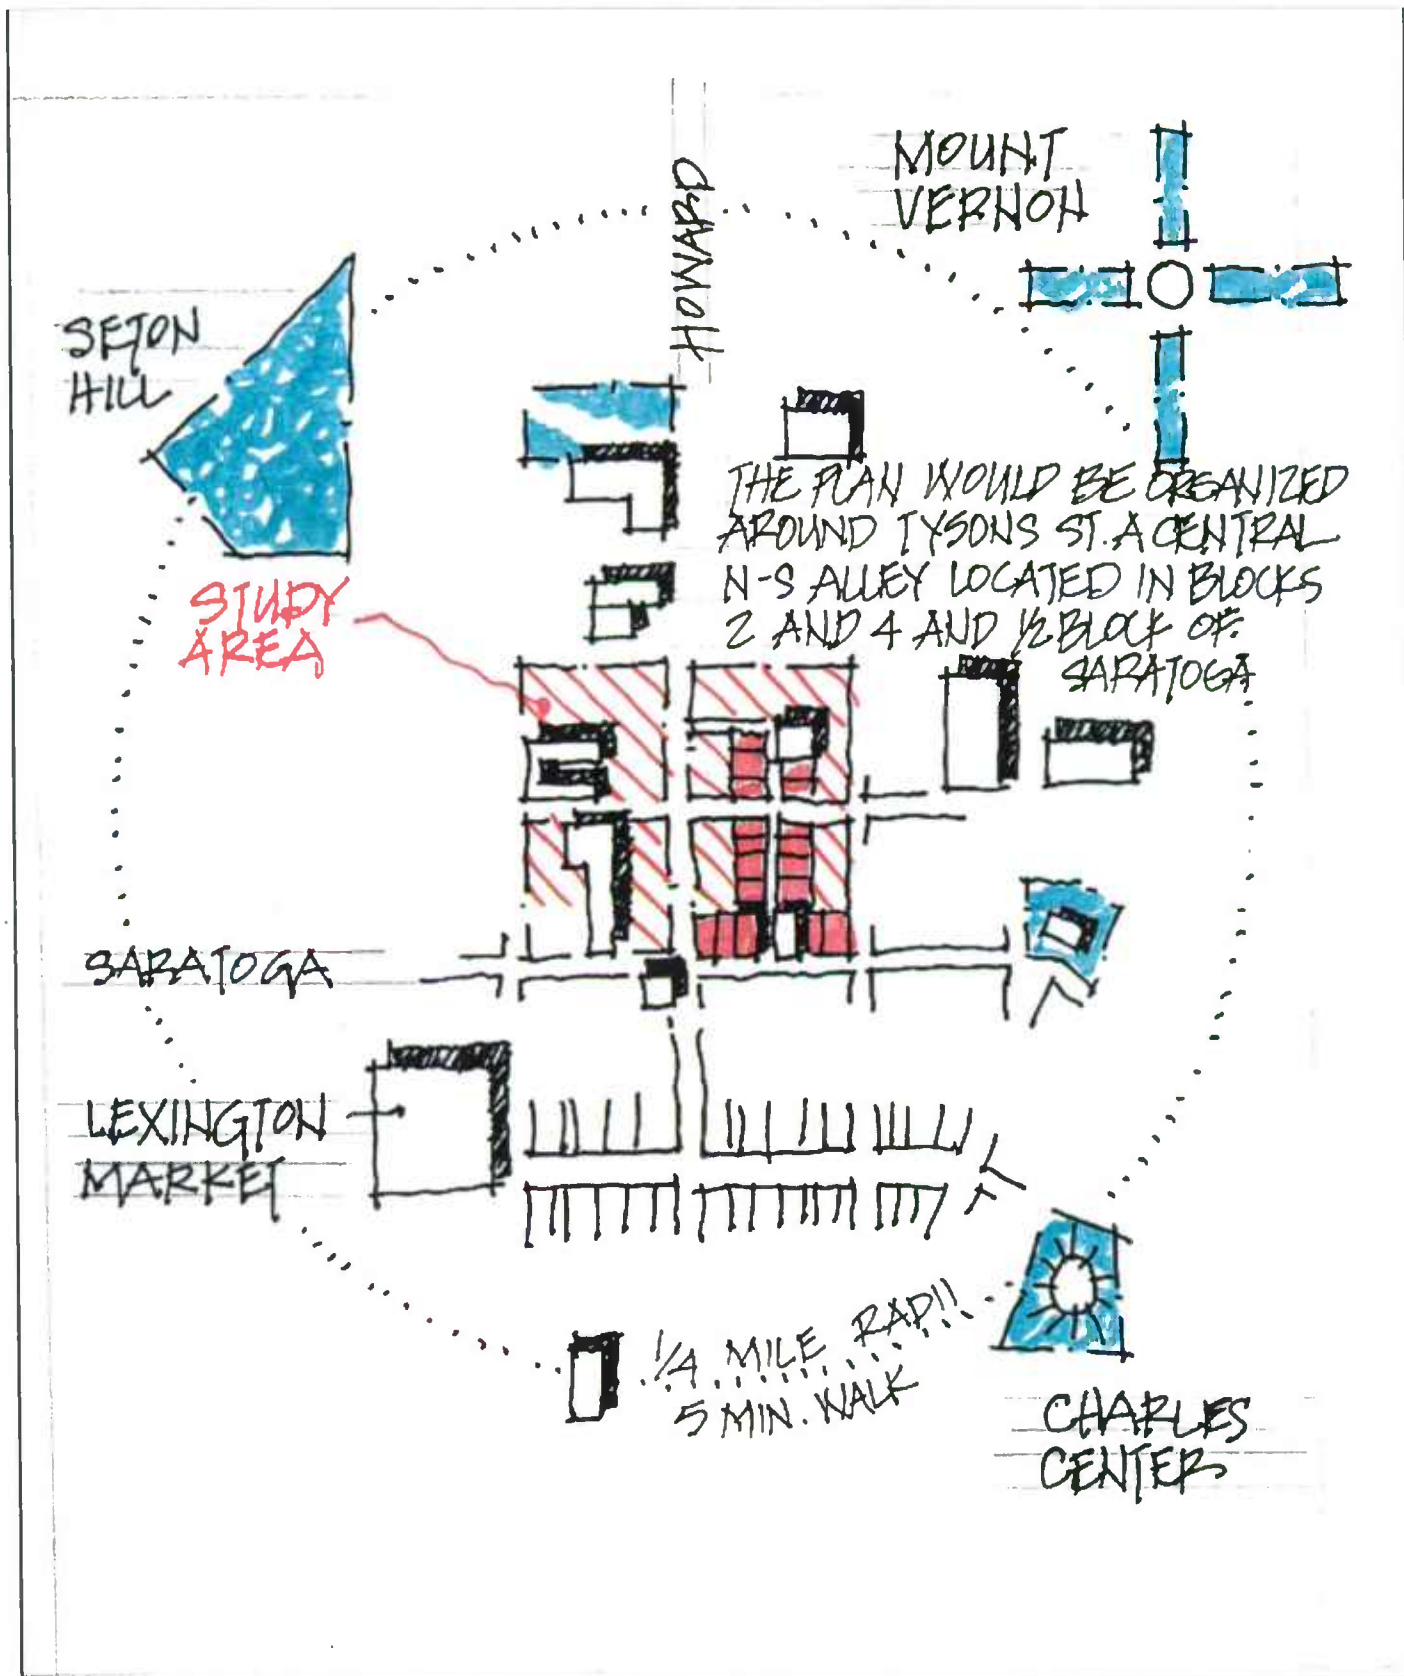 HOWARD
MOUNT
VERNON
SETON
HILL
THE PLAN WOULD BE ORGANIZED
AROUND TYSONS ST. A CENTRAL
N-S ALLEY LOCATED IN BLOCKS
2 AND 4 AND 1/2 BLOCK OF
SARATOGA
STUDY
AREA
SARATOGA
LEXINGTON
MARKET
1/4 MILE RAD!!
5 MIN. WALK
CHARLES
CENTER